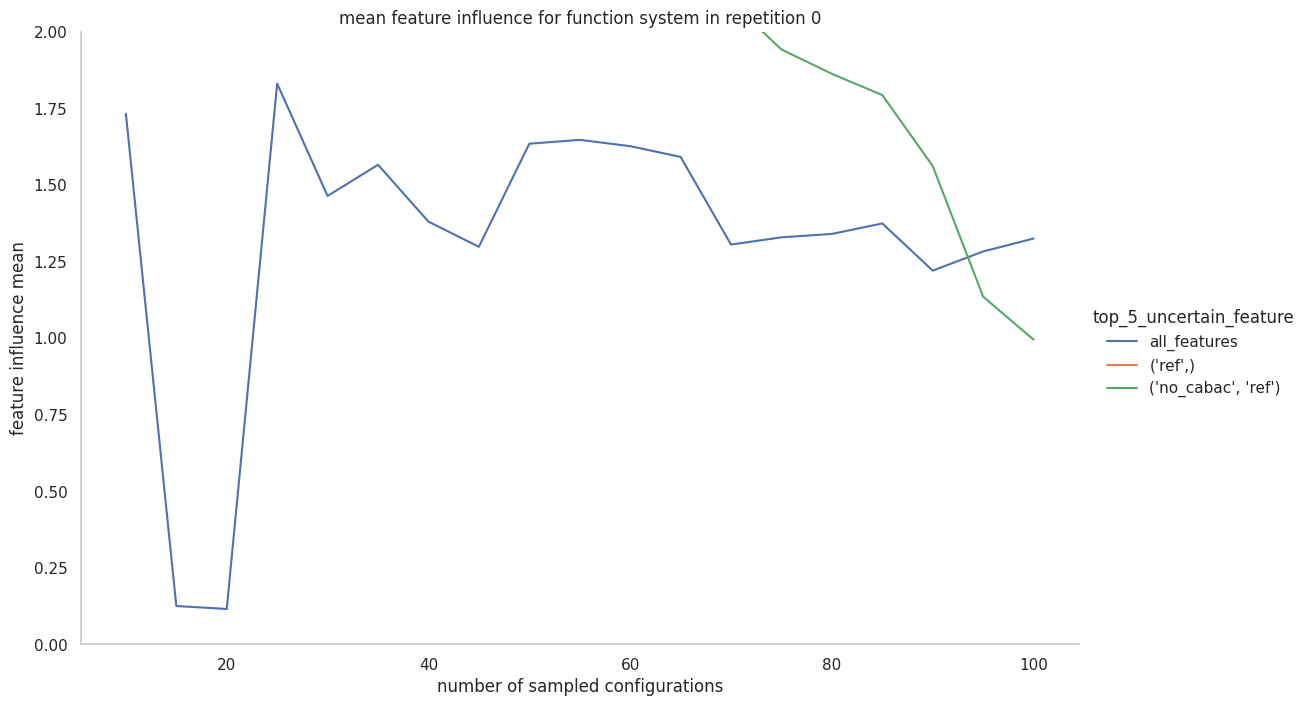 mean feature influence for function system in repetition 0
2.00
1.75
1.50
1.25
1.00
0.75
0.50
0.25
0.00
feature influence mean
20 40 60 80 100
number of sampled configurations
top_5_uncertain_feature
all_features
('ref',)
('no_cabac', 'ref')